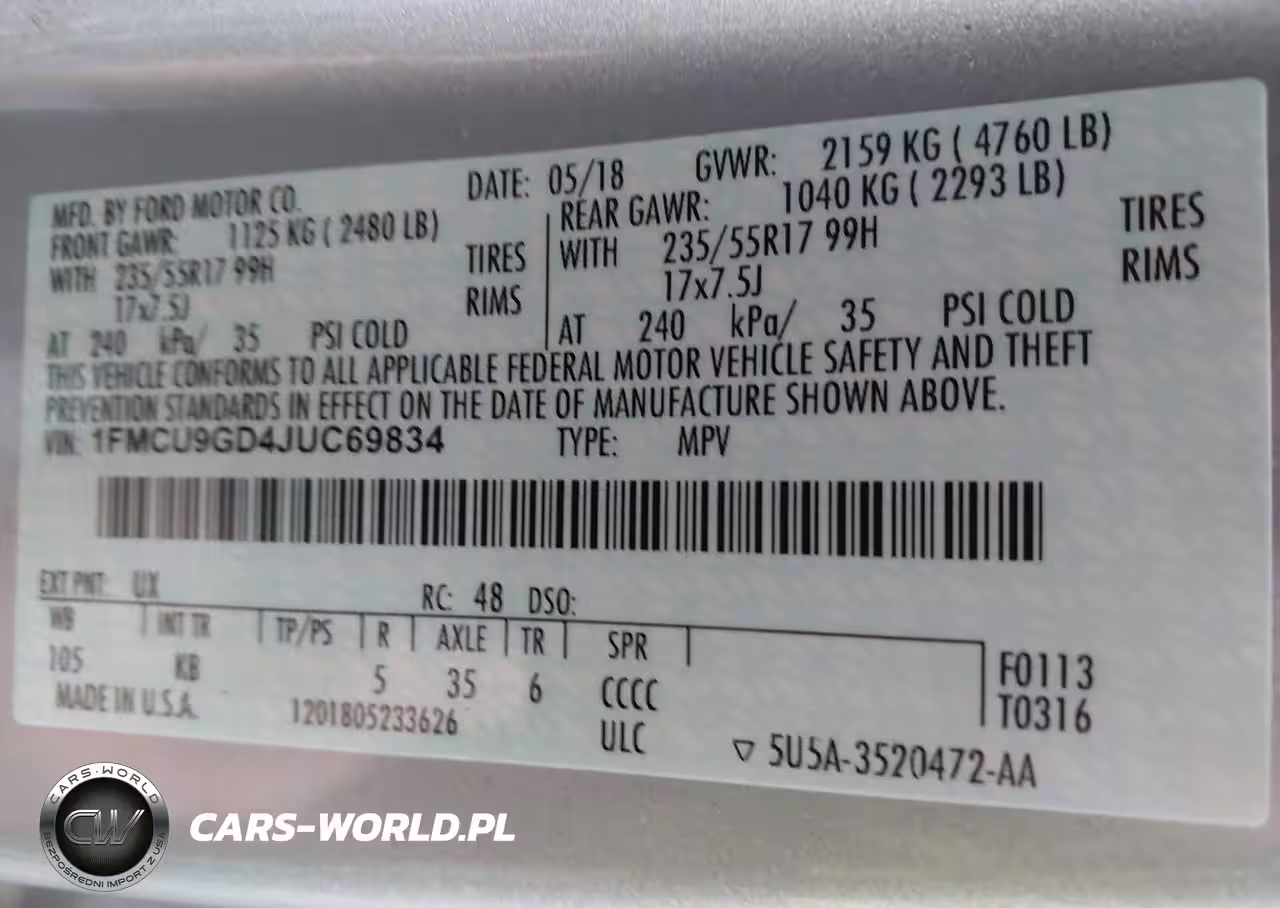 MFD. BY FORD MOTOR CO. DATE: 05/18 GVWR: 2159 KG ( 4760 LB)
FRONT GAWR: 1125 KG ( 2480 LB) REAR GAWR: 1040 KG ( 2293 LB)
WITH 235/55R17 99H TIRES WITH 235/55R17 99H TIRES
17x7.5J RIMS 17x7.5J RIMS
AT 240 kPa/ 35 PSI COLD AT 240 kPa/ 35 PSI COLD
THIS VEHICLE CONFORMS TO ALL APPLICABLE FEDERAL MOTOR VEHICLE SAFETY AND THEFT
PREVENTION STANDARDS IN EFFECT ON THE DATE OF MANUFACTURE SHOWN ABOVE.
VIN: 1FMCU9GD4JUC69834 TYPE: MPV
EXT PNT: UX RC: 48 DSO:
WB INT TR TP/PS R AXLE TR SPR
105 KB 5 35 6 CCCC F0113
MADE IN U.S.A. 1201805233626 ULC T0316
5U5A-3520472-AA
CARS-WORLD
CW
BEZPOŚREDNI IMPORT Z USA
CARS-WORLD.PL